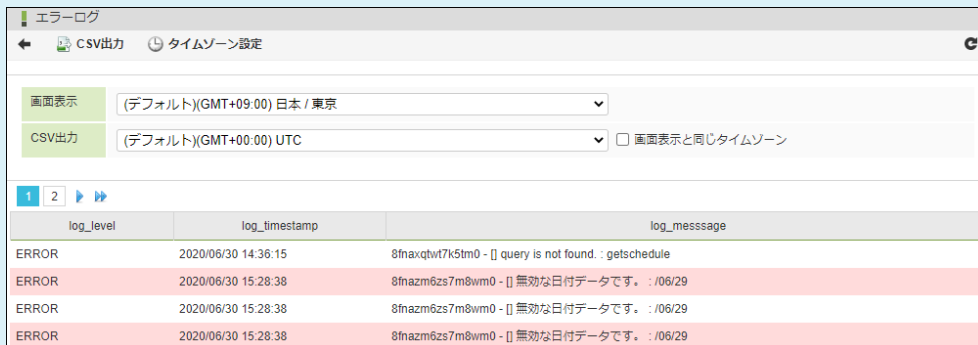 エラーログ
CSV出力 タイムゾーン設定
画面表示 (デフォルト)(GMT+09:00) 日本 / 東京
CSV出力 (デフォルト)(GMT+00:00) UTC 画面表示と同じタイムゾーン
1 2
log_level log_timestamp log_messsage
ERROR 2020/06/30 14:36:15 8fnaxqtwt7k5tm0 - [] query is not found. : getschedule
ERROR 2020/06/30 15:28:38 8fnazm6zs7m8wm0 - [] 無効な日付データです。 : /06/29
ERROR 2020/06/30 15:28:38 8fnazm6zs7m8wm0 - [] 無効な日付データです。 : /06/29
ERROR 2020/06/30 15:28:38 8fnazm6zs7m8wm0 - [] 無効な日付データです。 : /06/29